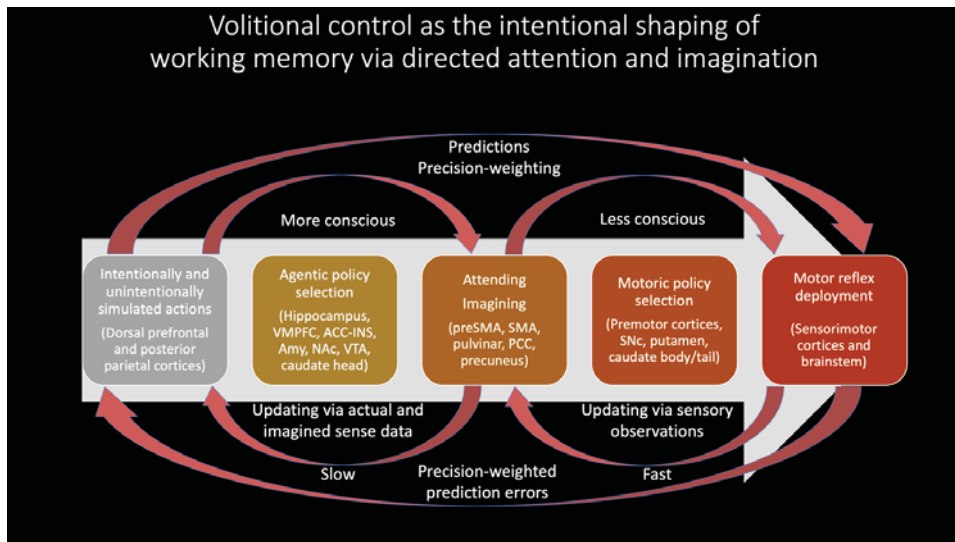 Volitional control as the intentional shaping of
working memory via directed attention and imagination
Predictions
Precision-weighting
More conscious
Less conscious
Intentionally and
unintentionally
simulated actions
(Dorsal prefrontal
and posterior
parietal cortices)
Agentic policy
selection
(Hippocampus,
VMPFC, ACC-INS,
Amy, NAc, VTA,
caudate head)
Attending
Imagining
(preSMA, SMA,
pulvinar, PCC,
precuneus)
Motoric policy
selection
(Premotor cortices,
SNc, putamen,
caudate body/tail)
Motor reflex
deployment
(Sensorimotor
cortices and
brainstem)
Updating via actual and
imagined sense data
Updating via sensory
observations
Slow
Precision-weighted
prediction errors
Fast